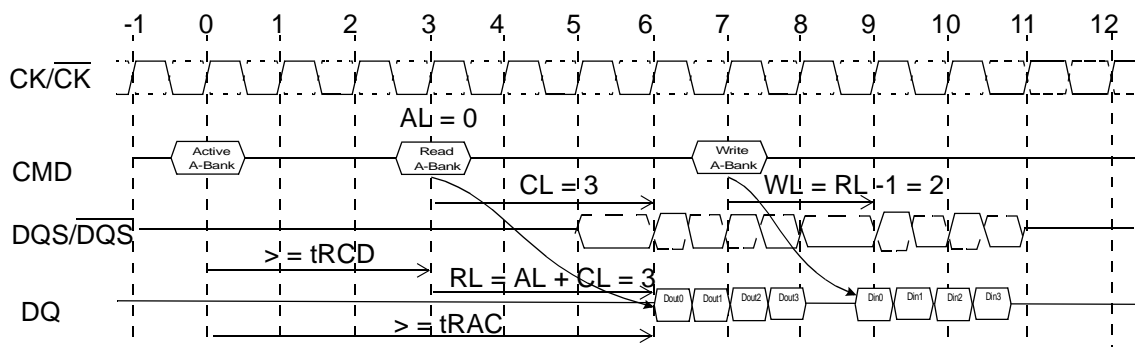 -1 0 1 2 3 4 5 6 7 8 9 10 11 12
CK/CK
AL = 0
Active
A-Bank
Read
A-Bank
Write
A-Bank
CMD
CL = 3
WL = RL -1 = 2
DQS/DQS
> = tRCD
RL = AL + CL = 3
DQ
Dout0 Dout1 Dout2 Dout3 Din0 Din1 Din2 Din3
> = tRAC